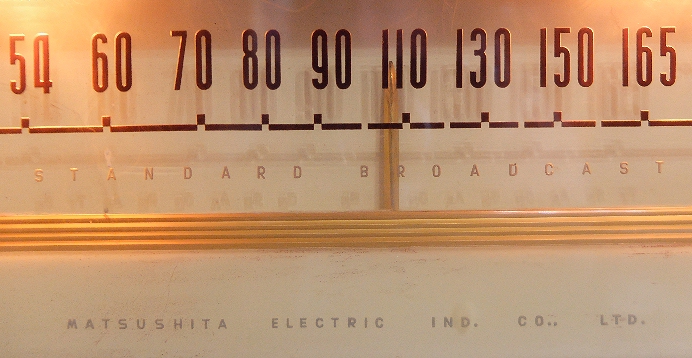 54 60 70 80 90 110 130 150 165
STANDARD BROADCAST
MATSUSHITA ELECTRIC IND. CO., LTD.